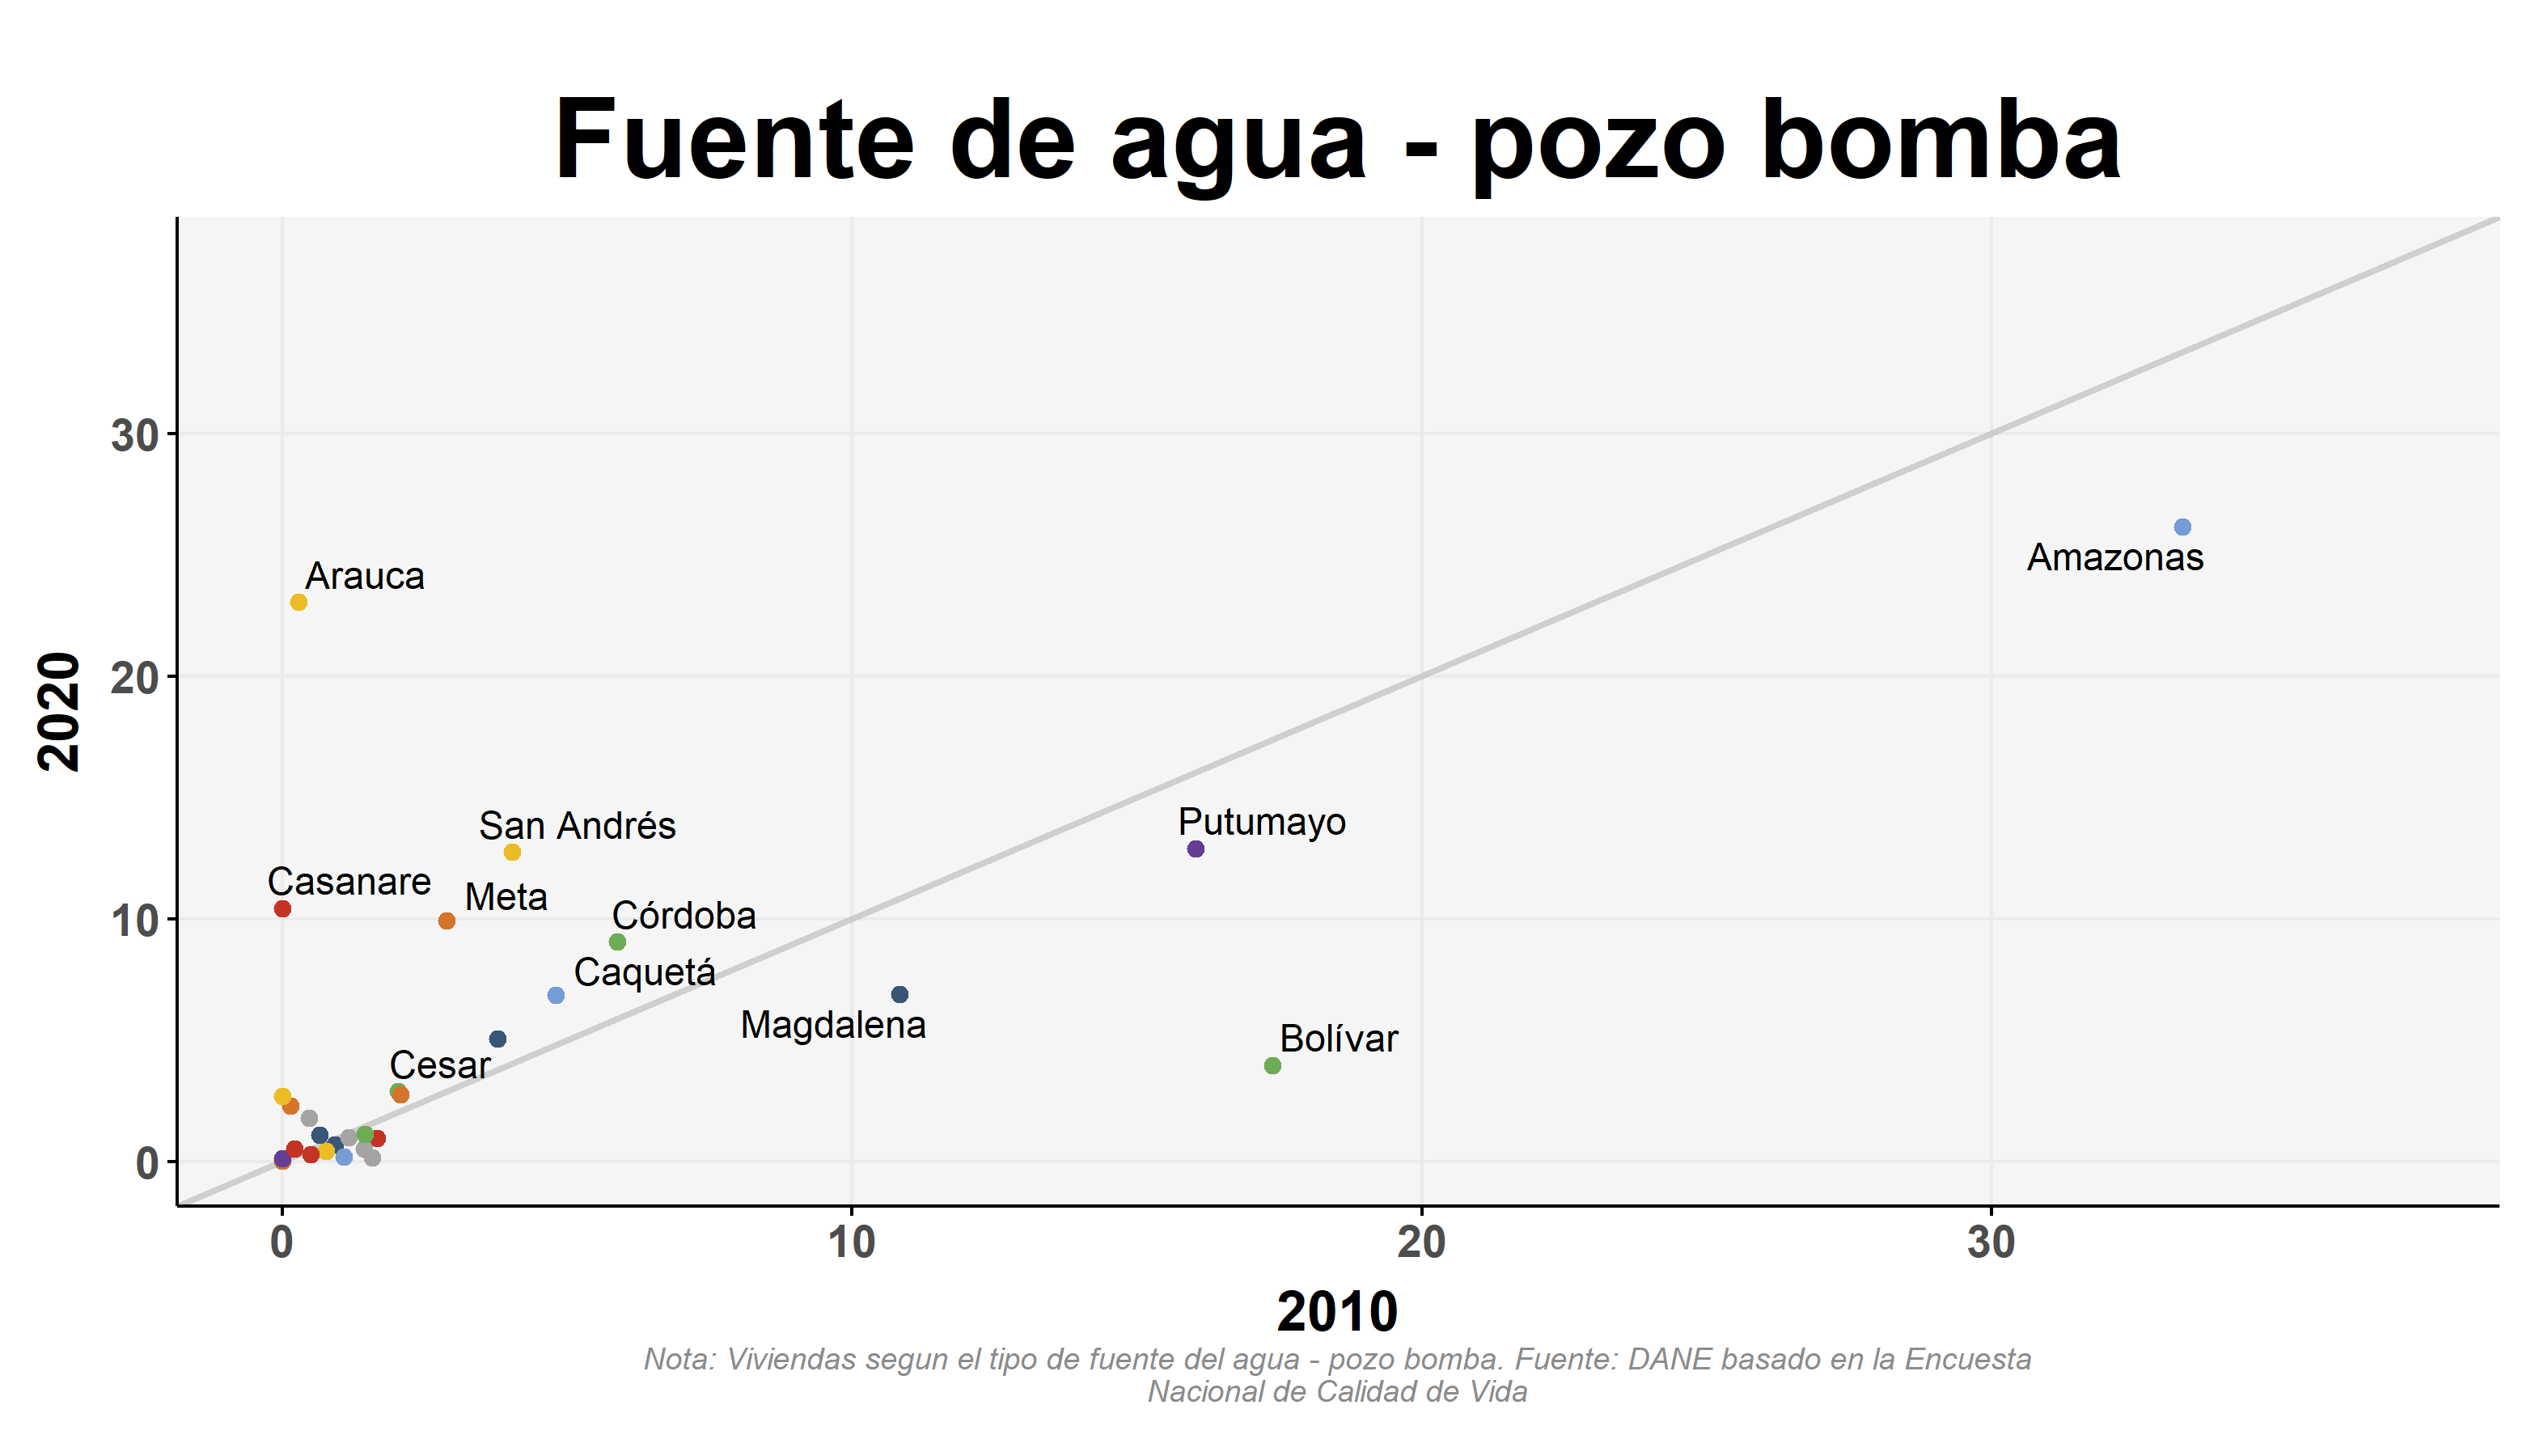 Fuente de agua - pozo bomba
2020
30
20
10
0
Arauca
Amazonas
San Andrés
Putumayo
Casanare
Meta
Córdoba
Caquetá
Magdalena
Bolívar
Cesar
0 10 20 30
2010
Nota: Viviendas segun el tipo de fuente del agua - pozo bomba. Fuente: DANE basado en la Encuesta
Nacional de Calidad de Vida